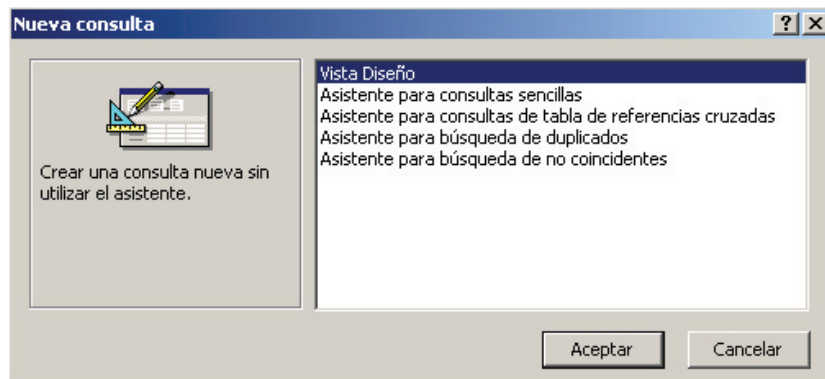 Nueva consulta
Crear una consulta nueva sin
utilizar el asistente.
Vista Diseño
Asistente para consultas sencillas
Asistente para consultas de tabla de referencias cruzadas
Asistente para búsqueda de duplicados
Asistente para búsqueda de no coincidentes
Aceptar
Cancelar